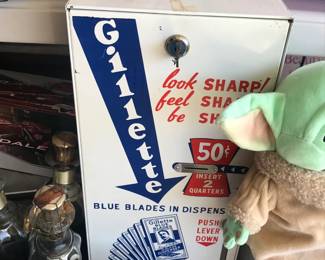 Gillette
look SHARP!
feel SHA
be SH
50¢
INSERT
2
QUARTERS
BLUE BLADES IN DISPENS
Gillette
PUSH
LEVER
DOWN
DALE